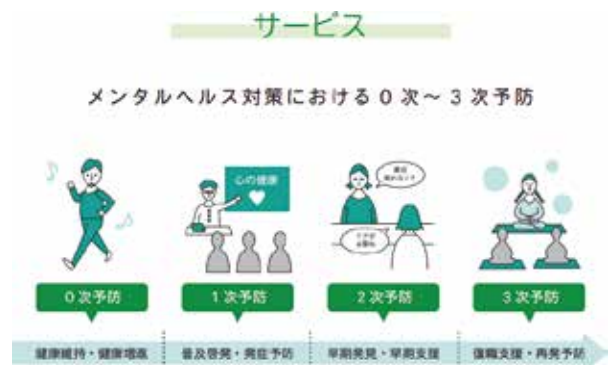 サービス
メンタルヘルス対策における0次～3次予防
心の健康
0次予防
1次予防
2次予防
3次予防
健康維持・健康増進
普及啓発・発症予防
早期発見・早期支援
復職支援・再発予防